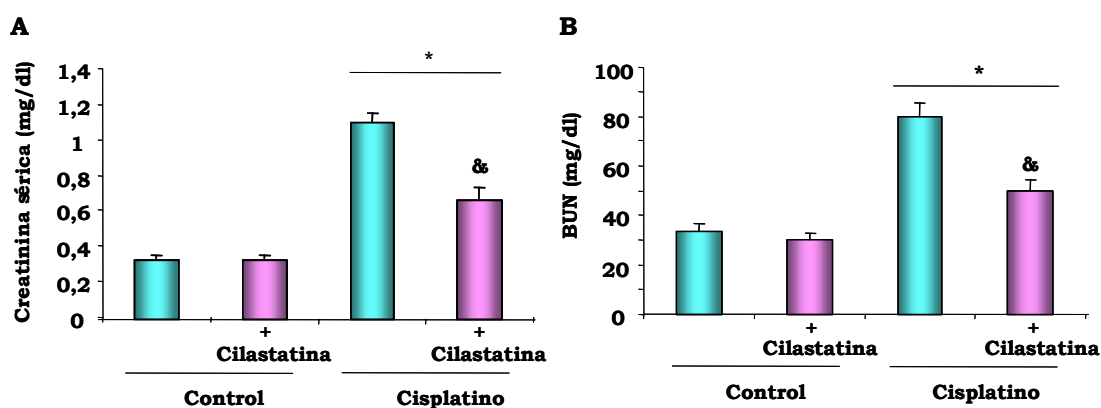 A
Creatinina sérica (mg/dl)
1,4
1,2
1
0,8
0,6
0,4
0,2
0
*
&
+
Cilastatina
+
Cilastatina
Control
Cisplatino
B
BUN (mg/dl)
100
80
60
40
20
0
*
&
+
Cilastatina
+
Cilastatina
Control
Cisplatino